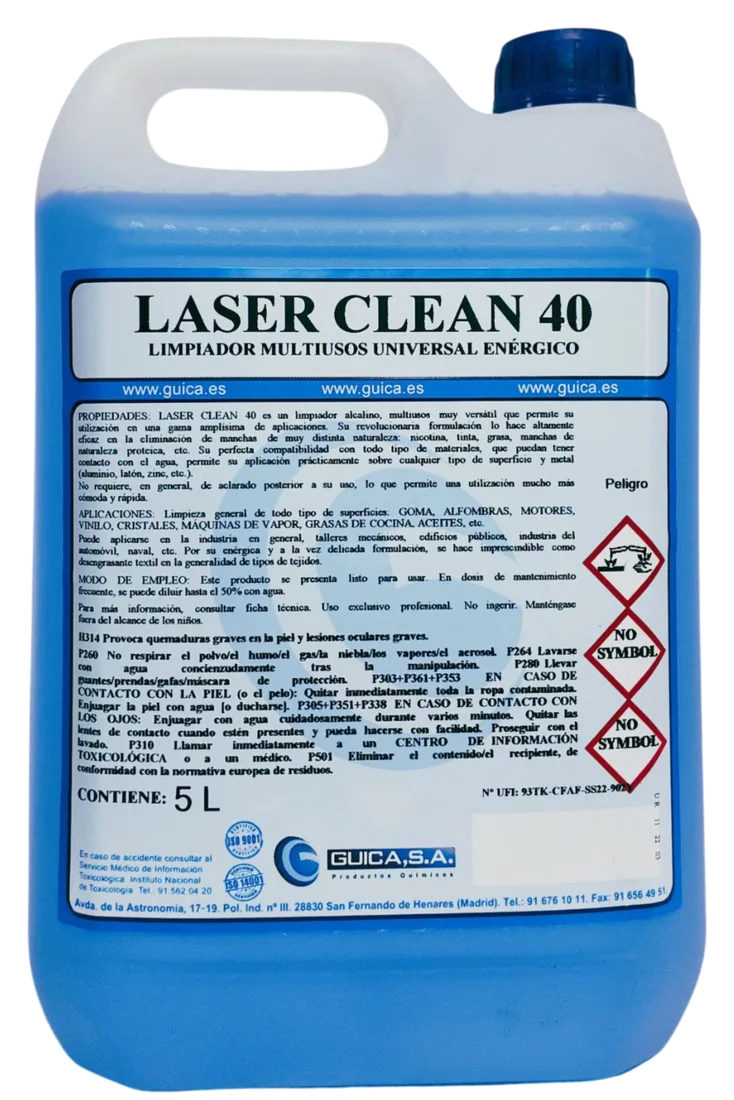 LASER CLEAN 40
LIMPIADOR MULTIUSOS UNIVERSAL ENÉRGICO
www.guica.es www.guica.es www.guica.es
PROPIEDADES: LASER CLEAN 40 es un limpiador alcalino, multiusos muy versátil que permite su
utilización en una gama amplísima de aplicaciones. Su revolucionaria formulación lo hace altamente
eficaz en la eliminación de manchas de muy distinta naturaleza: nicotina, tinta, grasa, manchas de
naturaleza proteica, etc. Su perfecta compatibilidad con todo tipo de materiales, que puedan tener
contacto con el agua, permite su aplicación prácticamente sobre cualquier tipo de superficie y metal
(aluminio, latón, zinc, etc.).
No requiere, en general, de aclarado posterior a su uso, lo que permite una utilización mucho más
cómoda y rápida.
APLICACIONES: Limpieza general de todo tipo de superficies: GOMA, ALFOMBRAS, MOTORES,
VINILO, CRISTALES, MÁQUINAS DE VAPOR, GRASAS DE COCINA, ACEITES, etc.
Puede aplicarse en la industria en general, talleres mecánicos, edificios públicos, industria del
automóvil, naval, etc. Por su enérgica y a la vez delicada formulación, se hace imprescindible como
desengrasante textil en la generalidad de tipos de tejidos.
MODO DE EMPLEO: Este producto se presenta listo para usar. En dosis de mantenimiento
frecuente, se puede diluir hasta el 50% con agua.
Para más información, consultar ficha técnica. Uso exclusivo profesional. No ingerir. Manténgase
fuera del alcance de los niños.
H314 Provoca quemaduras graves en la piel y lesiones oculares graves.
P260 No respirar el polvo/el humo/el gas/la niebla/los vapores/el aerosol. P264 Lavarse
con agua concienzudamente tras la manipulación. P280 Llevar
guantes/prendas/gafas/máscara de protección. P303+P361+P353 EN CASO DE
CONTACTO CON LA PIEL (o el pelo): Quitar inmediatamente toda la ropa contaminada.
Enjuagar la piel con agua [o ducharse]. P305+P351+P338 EN CASO DE CONTACTO CON
LOS OJOS: Enjuagar con agua cuidadosamente durante varios minutos. Quitar las
lentes de contacto cuando estén presentes y pueda hacerse con facilidad. Proseguir con el
lavado. P310 Llamar inmediatamente a un CENTRO DE INFORMACIÓN
TOXICOLÓGICA o a un médico. P501 Eliminar el contenido/el recipiente, de
conformidad con la normativa europea de residuos.
Peligro
NO
SYMBOL
NO
SYMBOL
CONTIENE: 5 L
Nº UFI: 93TK-CFAF-SS22-902
UR 11 22 03
En caso de accidente consultar al
Servicio Médico de Información
Toxicológica Instituto Nacional
de Toxicología Tel. 91 562 04 20
ISO 9001
ISO 14001
GUICA, S.A.
Productos Químicos
Avda. de la Astronomía, 17-19. Pol. Ind. nº III. 28830 San Fernando de Henares (Madrid). Tel.: 91 676 10 11. Fax: 91 656 49 51